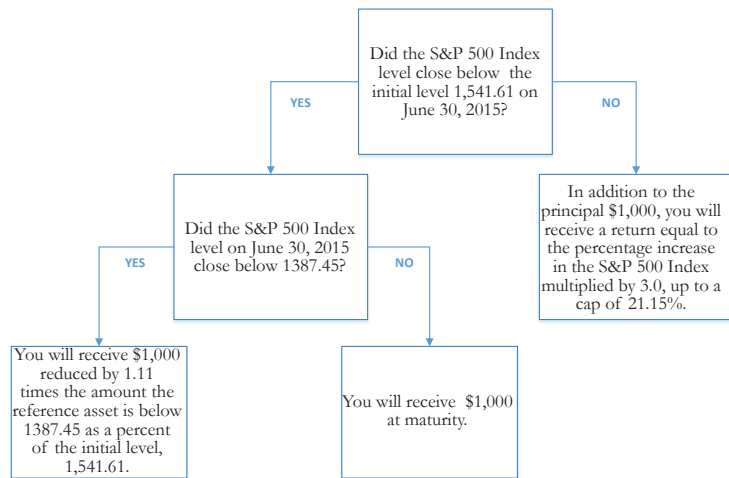 Did the S&P 500 Index
level close below the
initial level 1,541.61 on
June 30, 2015?
YES
NO
Did the S&P 500 Index
level on June 30, 2015
close below 1387.45?
In addition to the
principal $1,000, you will
receive a return equal to
the percentage increase
in the S&P 500 Index
multiplied by 3.0, up to a
cap of 21.15%.
YES
NO
You will receive $1,000
reduced by 1.11
times the amount the
reference asset is below
1387.45 as a percent
of the initial level,
1,541.61.
You will receive $1,000
at maturity.